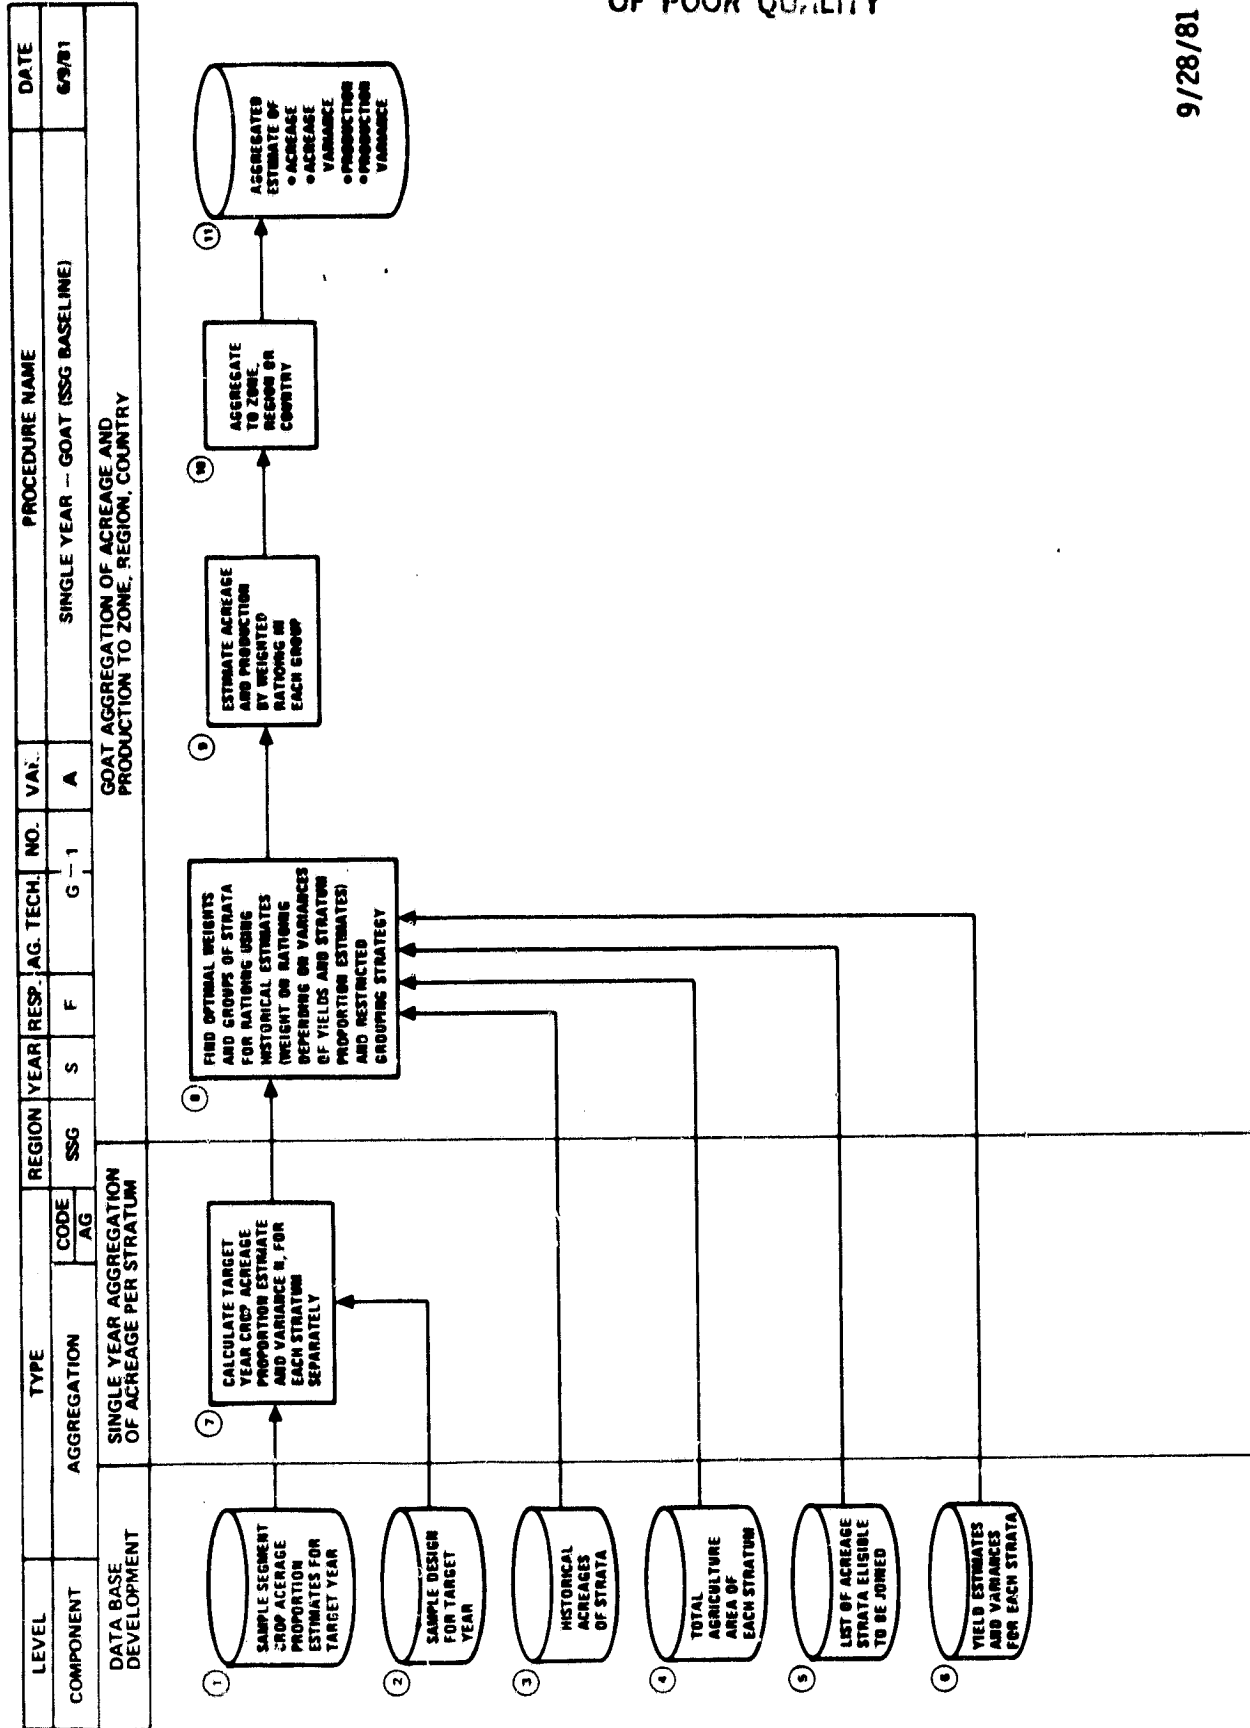 OF POOR QUALITY
LEVEL
TYPE
REGION
YEAR
RESP.
AG. TECH.
NO.
VAR.
PROCEDURE NAME
DATE
COMPONENT
AGGREGATION
CODE
AG
SSG
S
F
G – 1
A
SINGLE YEAR – GOAT (SSG BASELINE)
6/9/81
DATA BASE
DEVELOPMENT
SINGLE YEAR AGGREGATION
OF ACREAGE PER STRATUM
GOAT AGGREGATION OF ACREAGE AND
PRODUCTION TO ZONE, REGION, COUNTRY
1
SAMPLE SEGMENT
CROP ACERAGE
PROPORTION
ESTIMATES FOR
TARGET YEAR
2
SAMPLE DESIGN
FOR TARGET
YEAR
3
HISTORICAL
ACREAGES
OF STRATA
4
TOTAL
AGRICULTURE
AREA OF
EACH STRATUM
5
LIST OF ACREAGE
STRATA ELIGIBLE
TO BE JOINED
6
YIELD ESTIMATES
AND VARIANCES
FOR EACH STRATA
7
CALCULATE TARGET
YEAR CROP ACREAGE
PROPORTION ESTIMATE
AND VARIANCE FOR
EACH STRATUM
SEPARATELY
8
FIND OPTIMAL WEIGHTS
AND GROUPS OF STRATA
FOR RATIONING USING
HISTORICAL ESTIMATES
(WEIGHT ON RATIONING
DEPENDING ON VARIANCES
OF YIELDS AND STRATUM
PROPORTION ESTIMATES)
AND RESTRICTED
GROUPING STRATEGY
9
ESTIMATE ACREAGE
AND PRODUCTION
BY WEIGHTED
RATIONING IN
EACH GROUP
10
AGGREGATE
TO ZONE,
REGION OR
COUNTRY
11
AGGREGATED
ESTIMATE OF
• ACREAGE
• ACREAGE
VARIANCE
• PRODUCTION
• PRODUCTION
VARIANCE
9/28/81